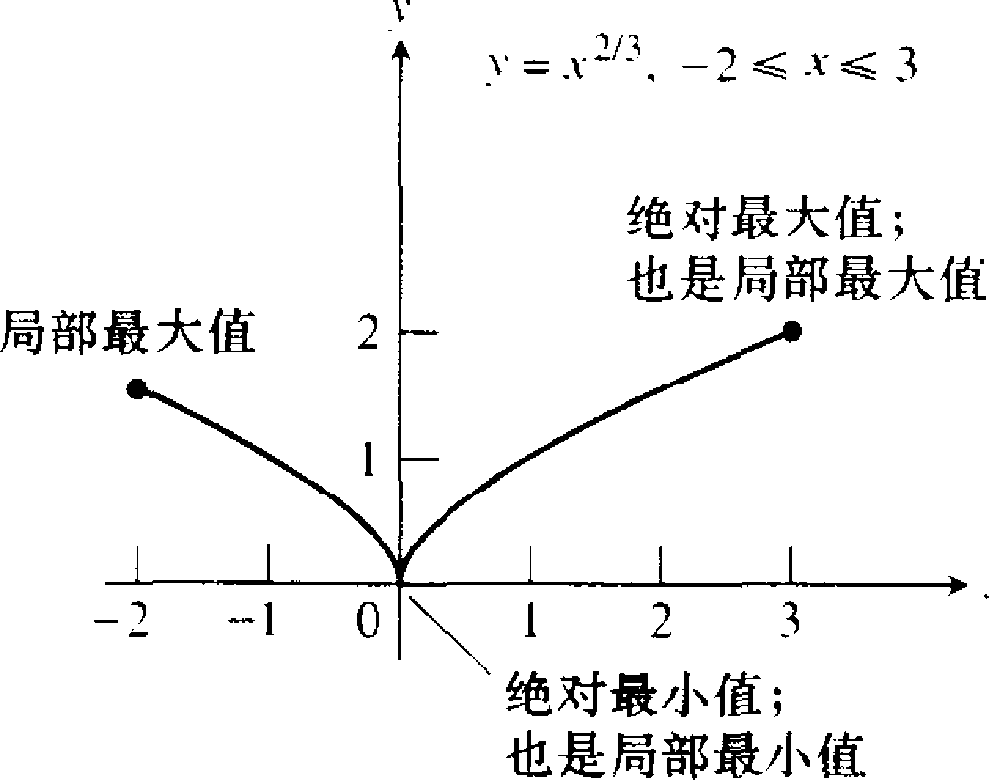 y
y = x^{2/3}, −2 ⩽ x ⩽ 3
绝对最大值；
也是局部最大值
局部最大值
2
1
−2 −1 0 1 2 3
绝对最小值；
也是局部最小值